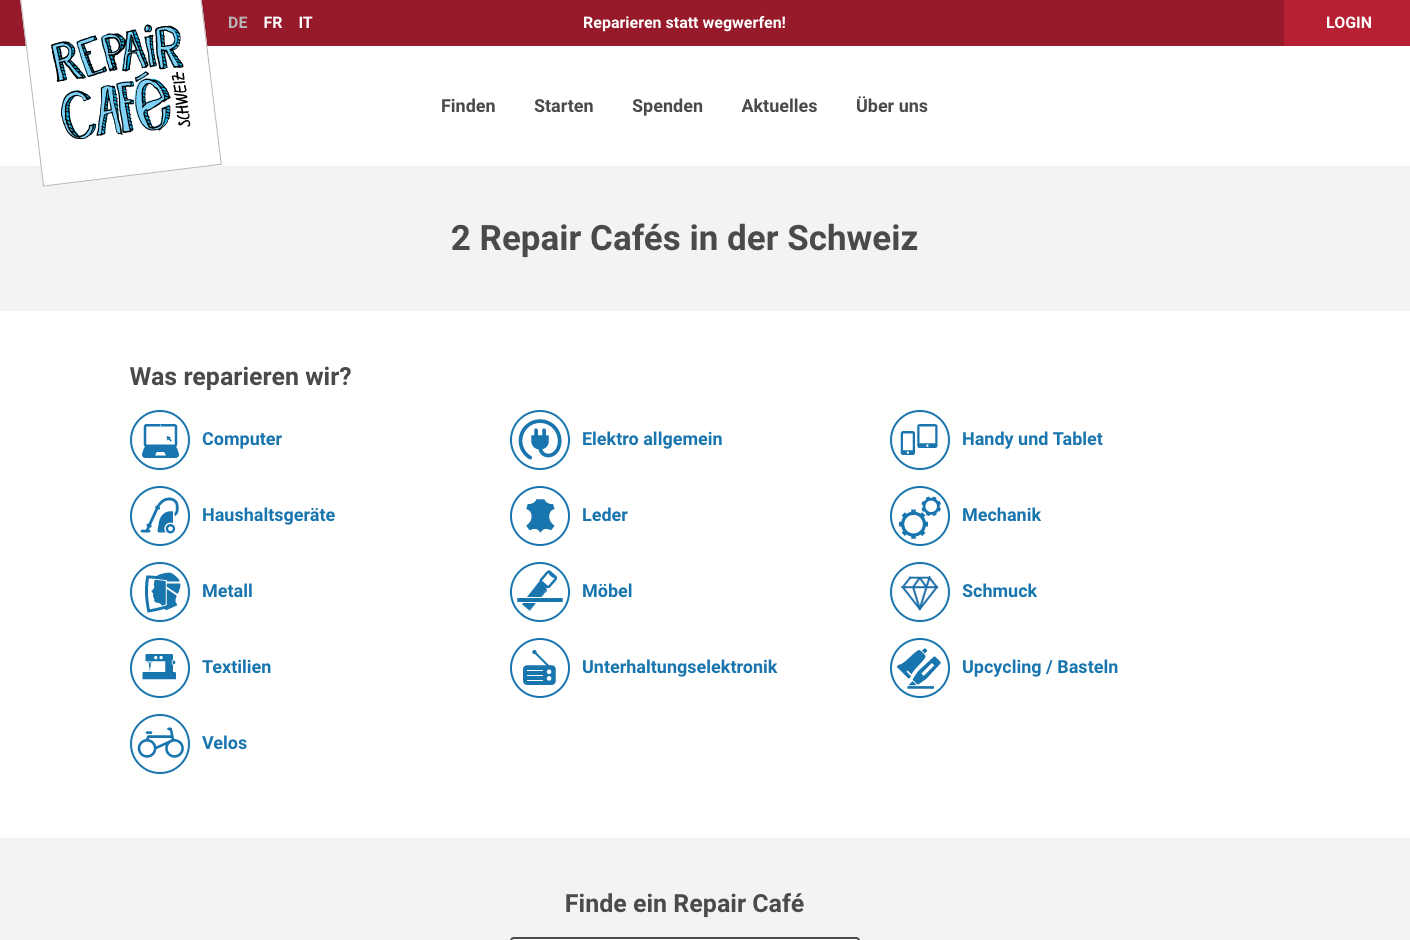 REPAIR
CAFÉ
SCHWEIZ
DE FR IT
Reparieren statt wegwerfen!
LOGIN
Finden Starten Spenden Aktuelles Über uns
2 Repair Cafés in der Schweiz
Was reparieren wir?
Computer
Elektro allgemein
Handy und Tablet
Haushaltsgeräte
Leder
Mechanik
Metall
Möbel
Schmuck
Textilien
Unterhaltungselektronik
Upcycling / Basteln
Velos
Finde ein Repair Café